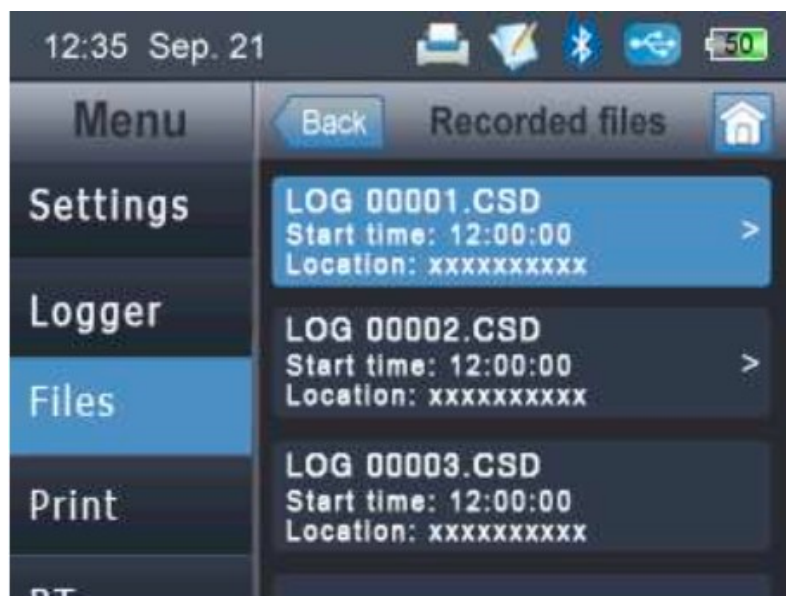 12:35 Sep. 21
50
Menu
Back
Recorded files
Settings
Logger
Files
Print
LOG 00001.CSD
Start time: 12:00:00
>
Location: xxxxxxxxxx
LOG 00002.CSD
Start time: 12:00:00
>
Location: xxxxxxxxxx
LOG 00003.CSD
Start time: 12:00:00
Location: xxxxxxxxxx